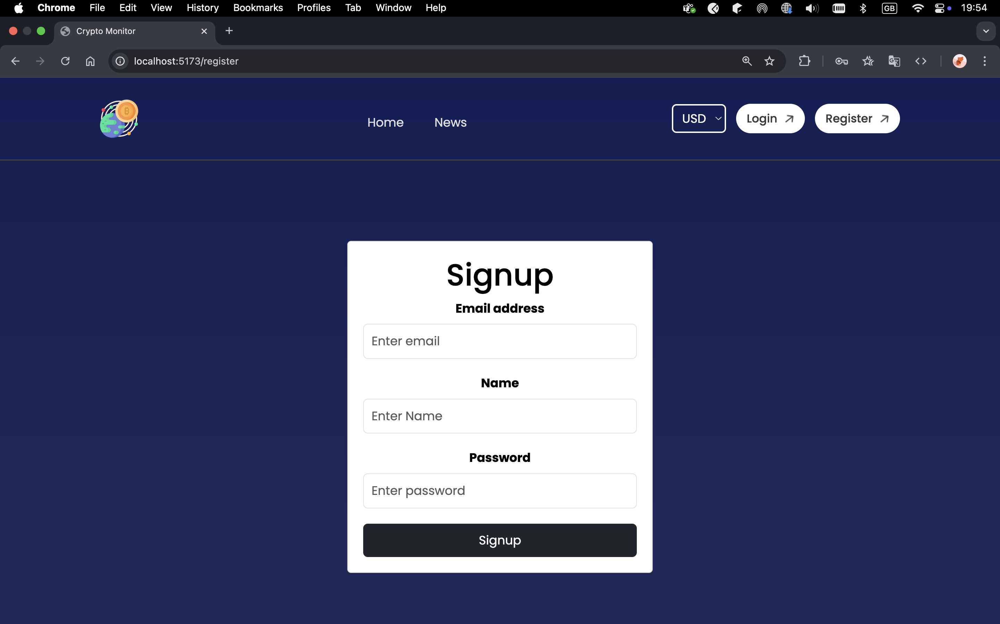 Chrome File Edit View History Bookmarks Profiles Tab Window Help GB 19:54
Crypto Monitor
localhost:5173/register
Home News USD Login Register
Signup
Email address
Enter email
Name
Enter Name
Password
Enter password
Signup